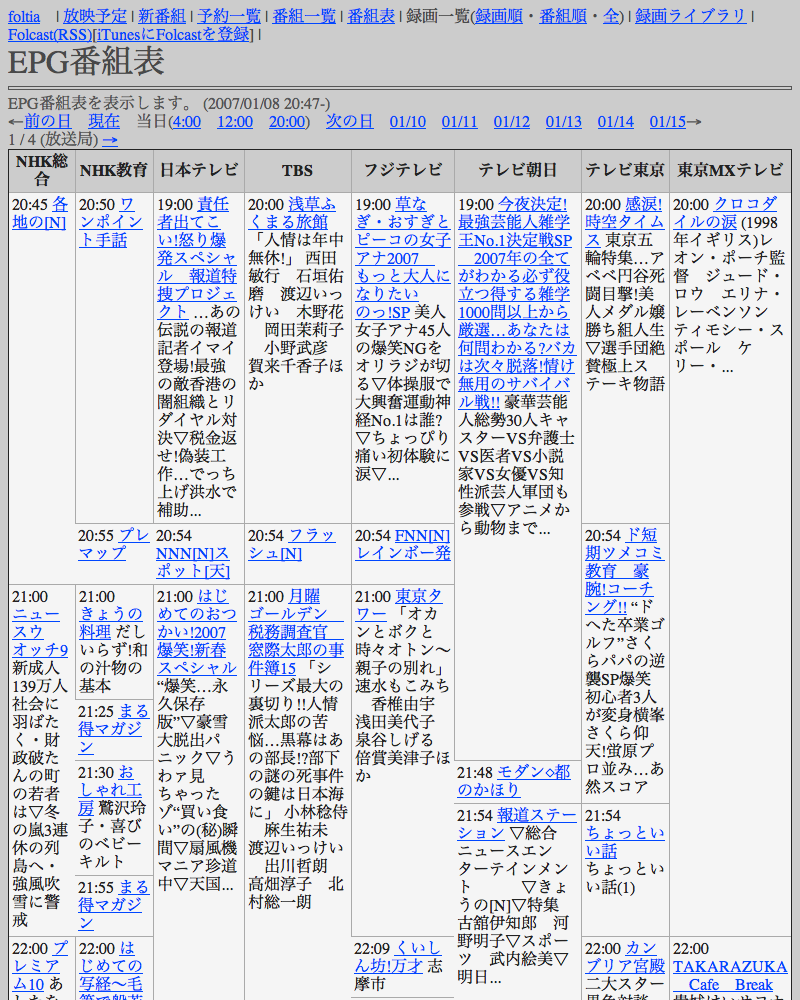 foltia　| 放映予定 | 新番組 | 予約一覧 | 番組一覧 | 番組表 | 録画一覧(録画順・番組順・全) | 録画ライブラリ |
Folcast(RSS)[iTunesにFolcastを登録] |
EPG番組表
EPG番組表を表示します。 (2007/01/08 20:47-)
←前の日　現在　当日(4:00　12:00　20:00)　次の日　01/10　01/11　01/12　01/13　01/14　01/15→
1 / 4 (放送局) →
NHK総
合
NHK教育
日本テレビ
TBS
フジテレビ
テレビ朝日
テレビ東京
東京MXテレビ
20:45 各
地の[N]
20:50 ワ
ンポイン
ト手話
19:00 責任
者出てこ
い!怒り爆
発スペシャ
ル　報道特
捜プロジェ
クト …あの
伝説の報道
記者イマイ
登場!最強
の敵香港の
闇組織とリ
ダイヤル対
決▽税金返
せ!偽装工
作…でっち
上げ洪水で
補助...
20:00 浅草ふ
くまる旅館
「人情は年中
無休!」 西田
敏行　石垣佑
磨　渡辺いっ
けい　木野花
　岡田茉莉子
　小野武彦
賀来千香子ほ
か
19:00 草な
ぎ・おすぎと
ピーコの女子
アナ2007
もっと大人に
なりたい
のっ!SP 美人
女子アナ45人
の爆笑NGを
オリラジが切
る▽体操服で
大興奮運動神
経No.1は誰?
▽ちょっぴり
痛い初体験に
涙▽...
19:00 今夜決定!
最強芸能人雑学
王No.1決定戦SP
　2007年の全て
がわかる必ず役
立つ得する雑学
1000問以上から
厳選…あなたは
何問わかる?バカ
は次々脱落!情け
無用のサバイバ
ル戦!! 豪華芸能
人総勢30人キャ
スターVS弁護士
VS医者VS小説
家VS女優VS知
性派芸人軍団も
参戦▽アニメか
ら動物まで...
20:00 感涙!
時空タイム
ス 東京五
輪特集…ア
ベベ円谷死
闘目撃!美
人メダル嬢
勝ち組人生
▽選手団絶
賛極上ス
テーキ物語
20:00 クロコダ
イルの涙 (1998
年イギリス)レ
オン・ポーチ監
督　ジュード・
ロウ　エリナ・
レーベンソン
ティモシー・ス
ポール　ケ
リー・...
20:55 プレ
マップ
20:54
NNN[N]ス
ポット[天]
20:54 フラッ
シュ[N]
20:54 FNN[N]
レインボー発
20:54 ド短
期ツメコミ
教育　豪
腕!コーチ
ング!! “ド
ヘた卒業ゴ
ルフ”さく
らパパの逆
襲SP爆笑
初心者3人
が変身横峯
さくら仰
天!蛍原プ
ロ並み…あ
然スコア
21:00
ニュー
スウ
オッチ9
新成人
139万人
社会に
羽ばた
く・財
政破た
んの町
の若者
は▽冬
の嵐3連
休の列
島へ・
強風吹
雪に警
戒
21:00
きょうの
料理 だし
いらず!和
の汁物の
基本
21:25 まる
得マガジ
ン
21:30 お
しゃれ工
房 鷲沢玲
子・喜び
のベビー
キルト
21:55 まる
得マガジ
ン
21:00 はじ
めてのおつ
かい!2007
爆笑!新春
スペシャル
“爆笑…永
久保存
版”▽豪雪
大脱出パ
ニック▽う
わァ見
ちゃった
ゾ“買い食
い”の(秘)瞬
間▽扇風機
マニア珍道
中▽天国...
21:00 月曜
ゴールデン
税務調査官　
窓際太郎の事
件簿15 「シ
リーズ最大の
裏切り!!人情
派太郎の苦
悩…黒幕はあ
の部長!?部下
の謎の死事件
の鍵は日本海
に」 小林稔侍
　麻生祐未
渡辺いっけい
　出川哲朗
高畑淳子　北
村総一朗
21:00 東京タ
ワー 「オカ
ンとボクと
時々オトン〜
親子の別れ」
速水もこみち
　香椎由宇
浅田美代子
泉谷しげる
倍賞美津子ほ
か
21:48 モダン◇都
のかほり
21:54 報道ステー
ション ▽総合
ニュースエン
ターテインメン
ト　　▽きょ
うの[N]▽特集
古舘伊知郎　河
野明子▽スポー
ツ　武内絵美▽
明日...
21:54
ちょっとい
い話
ちょっとい
い話(1)
22:00 プ
レミア
ム10 あ
22:00 は
じめての
写経〜毛
22:09 くいし
ん坊!万才 志
摩市
22:00 カン
ブリア宮殿
二大スター
22:00
TAKARAZUKA
　Cafe　Break